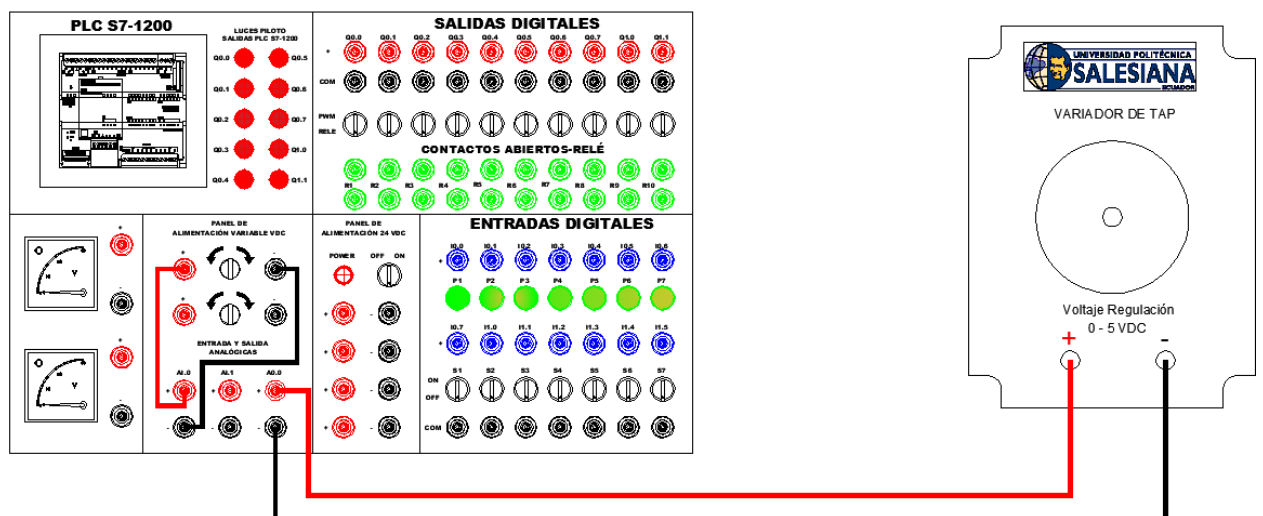 PLC S7-1200
LUCES PILOTO
SALIDAS PLC S7-1200
Q0.0 Q0.5
Q0.1 Q0.6
Q0.2 Q0.7
Q0.3 Q1.0
Q0.4 Q1.1
SALIDAS DIGITALES
Q0.0 Q0.1 Q0.2 Q0.3 Q0.4 Q0.5 Q0.6 Q0.7 Q1.0 Q1.1
+
COM
PWM
RELE
CONTACTOS ABIERTOS-RELÉ
R1 R2 R3 R4 R5 R6 R7 R8 R9 R10
+
V
-
+
V
-
PANEL DE
ALIMENTACIÓN VARIABLE VDC
+ -
+ -
ENTRADA Y SALIDA
ANALÓGICAS
AI.0 AI.1 A0.0
+ + +
- - -
PANEL DE
ALIMENTACIÓN 24 VDC
POWER OFF ON
+ -
+ -
+ -
+ -
ENTRADAS DIGITALES
I0.0 I0.1 I0.2 I0.3 I0.4 I0.5 I0.6
+
P1 P2 P3 P4 P5 P6 P7
I0.7 I1.0 I1.1 I1.2 I1.3 I1.4 I1.5
+
S1 S2 S3 S4 S5 S6 S7
ON
OFF
COM
UNIVERSIDAD POLITÉCNICA
SALESIANA
ECUADOR
VARIADOR DE TAP
Voltaje Regulación
0 - 5 VDC
+ -